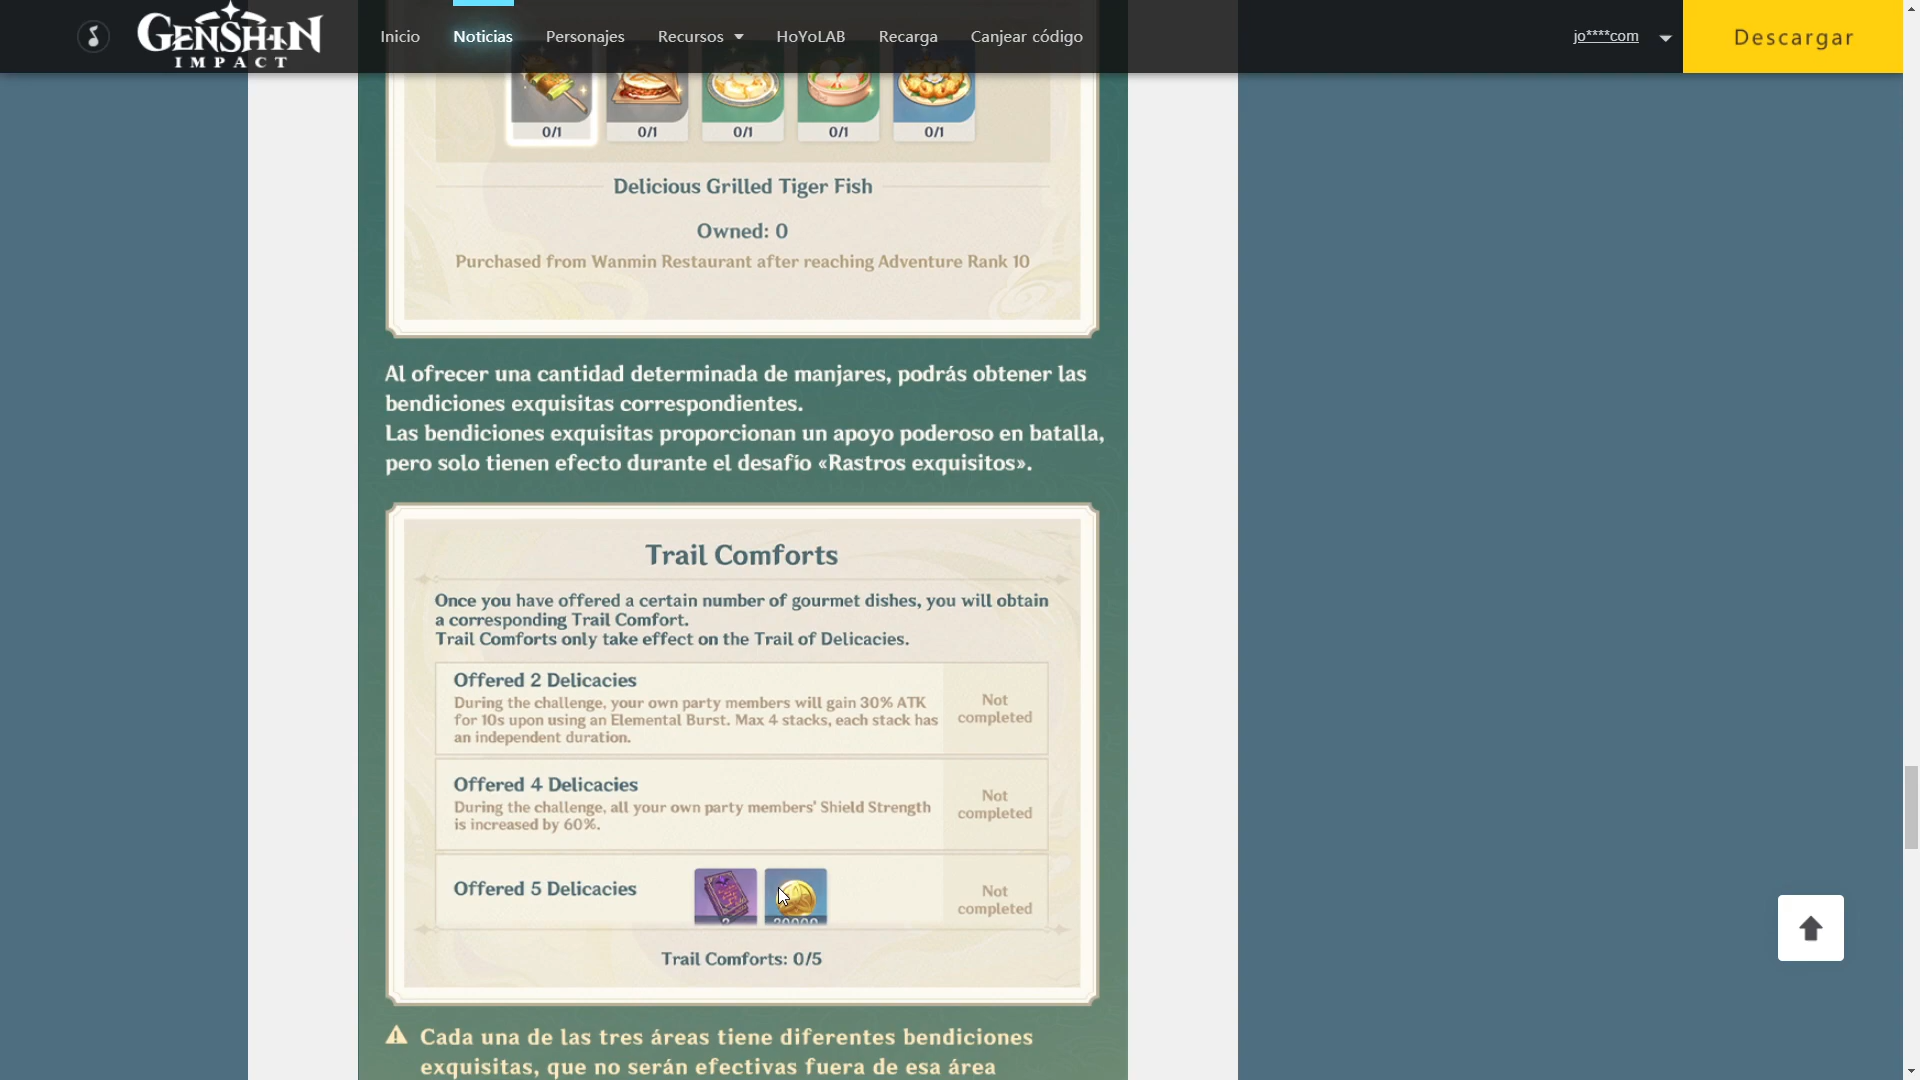 GENSHIN
IMPACT
Inicio
Noticias
Personajes
Recursos
HoYoLAB
Recarga
Canjear código
jo****com
Descargar
0/1
0/1
0/1
0/1
0/1
Delicious Grilled Tiger Fish
Owned: 0
Purchased from Wanmin Restaurant after reaching Adventure Rank 10
Al ofrecer una cantidad determinada de manjares, podrás obtener las
bendiciones exquisitas correspondientes.
Las bendiciones exquisitas proporcionan un apoyo poderoso en batalla,
pero solo tienen efecto durante el desafío «Rastros exquisitos».
Trail Comforts
Once you have offered a certain number of gourmet dishes, you will obtain
a corresponding Trail Comfort.
Trail Comforts only take effect on the Trail of Delicacies.
Offered 2 Delicacies
During the challenge, your own party members will gain 30% ATK
for 10s upon using an Elemental Burst. Max 4 stacks, each stack has
an independent duration.
Not
completed
Offered 4 Delicacies
During the challenge, all your own party members' Shield Strength
is increased by 60%.
Not
completed
Offered 5 Delicacies
Not
completed
Trail Comforts: 0/5
Cada una de las tres áreas tiene diferentes bendiciones
exquisitas, que no serán efectivas fuera de esa área